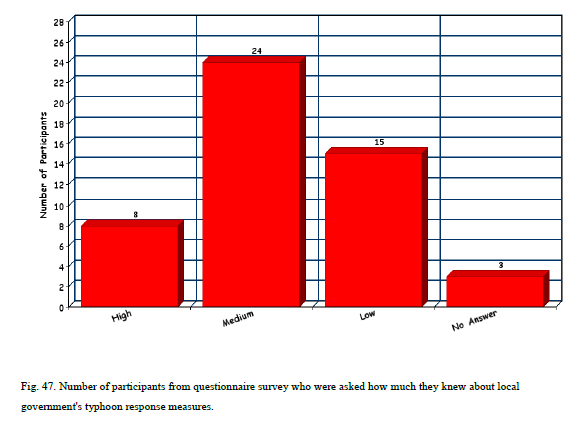 28
26
24
22
20
18
16
14
12
10
8
6
4
2
0
Number of Participants
8
24
15
3
High
Medium
Low
No Answer
Fig. 47. Number of participants from questionnaire survey who were asked how much they knew about local
government's typhoon response measures.